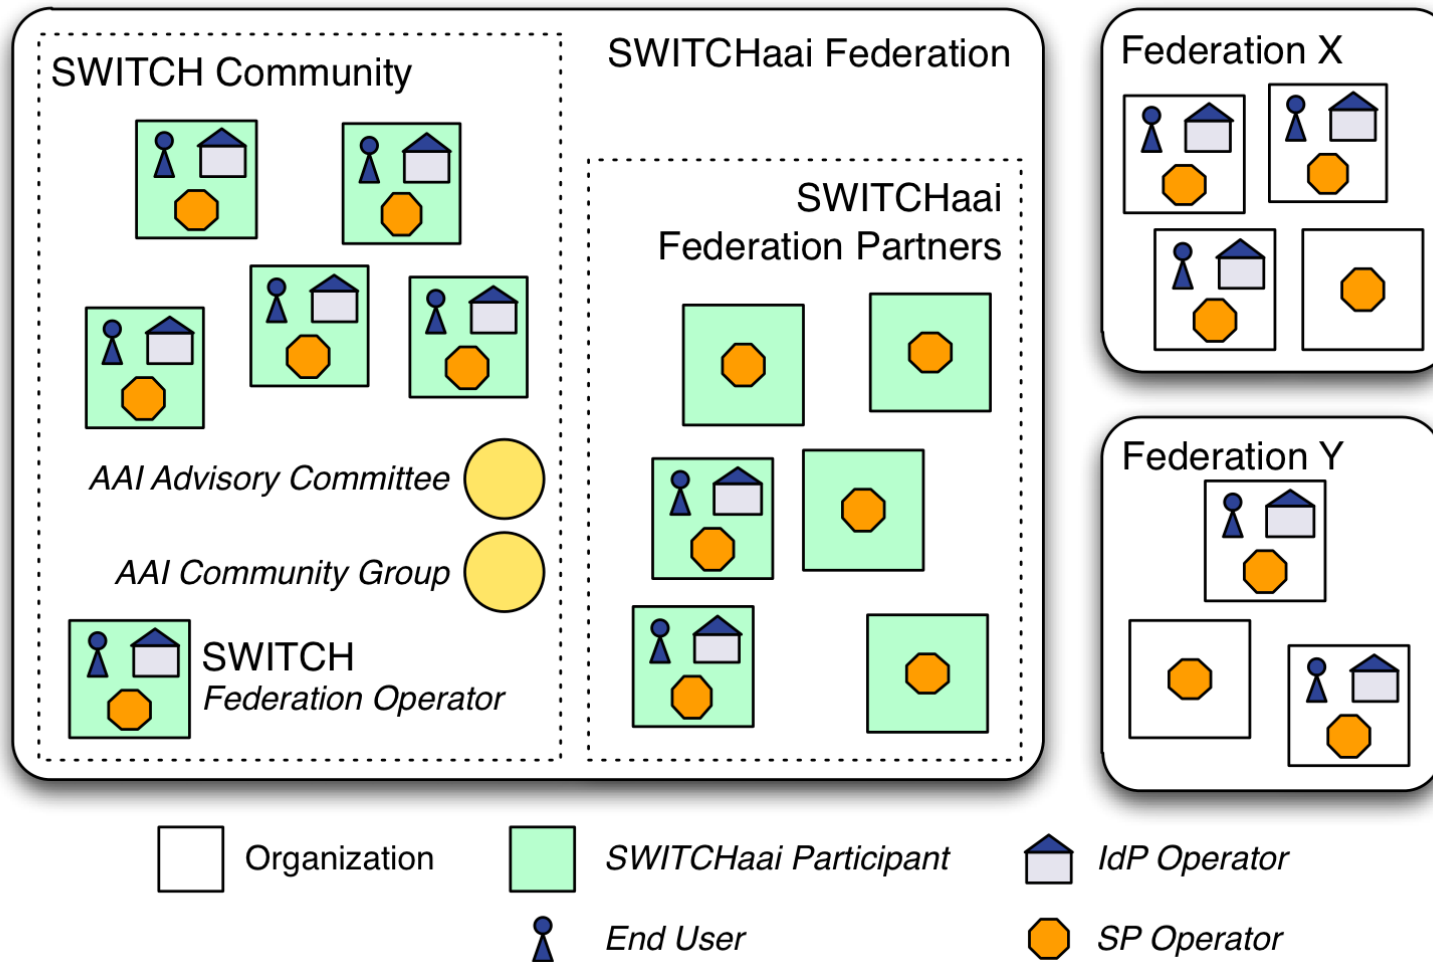 SWITCH Community
SWITCHaai Federation
SWITCHaai
Federation Partners
AAI Advisory Committee
AAI Community Group
SWITCH
Federation Operator
Federation X
Federation Y
Organization
SWITCHaai Participant
IdP Operator
End User
SP Operator